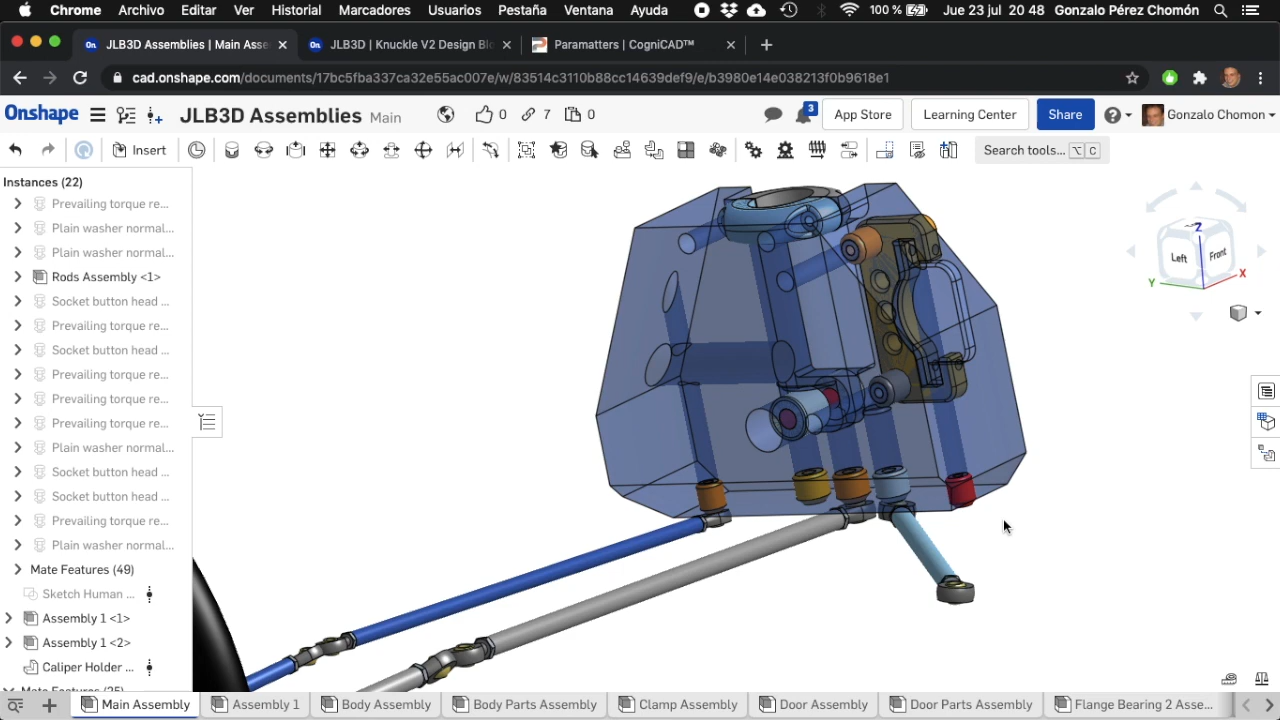 Chrome Archivo Editar Ver Historial Marcadores Usuarios Pestaña Ventana Ayuda 100 % Jue 23 jul 20 48 Gonzalo Pérez Chomón
On JLB3D Assemblies | Main Asse On JLB3D | Knuckle V2 Design Blo Paramatters | CogniCAD™
cad.onshape.com/documents/17bc5fba337ca32e55ac007e/w/83514c3110b88cc14639def9/e/b3980e14e038213f0b9618e1
Onshape JLB3D Assemblies Main 0 7 0 3 App Store Learning Center Share Gonzalo Chomon
Insert Search tools... ⌥ C
Instances (22)
Prevailing torque re...
Plain washer normal...
Plain washer normal...
Rods Assembly <1>
Socket button head ...
Prevailing torque re...
Socket button head ...
Prevailing torque re...
Prevailing torque re...
Prevailing torque re...
Plain washer normal...
Socket button head ...
Socket button head ...
Prevailing torque re...
Plain washer normal...
Mate Features (49)
Sketch Human ...
Assembly 1 <1>
Assembly 1 <2>
Caliper Holder ...
Mate Features (25)
Z
Left Front
Y X
Main Assembly Assembly 1 Body Assembly Body Parts Assembly Clamp Assembly Door Assembly Door Parts Assembly Flange Bearing 2 Asse...